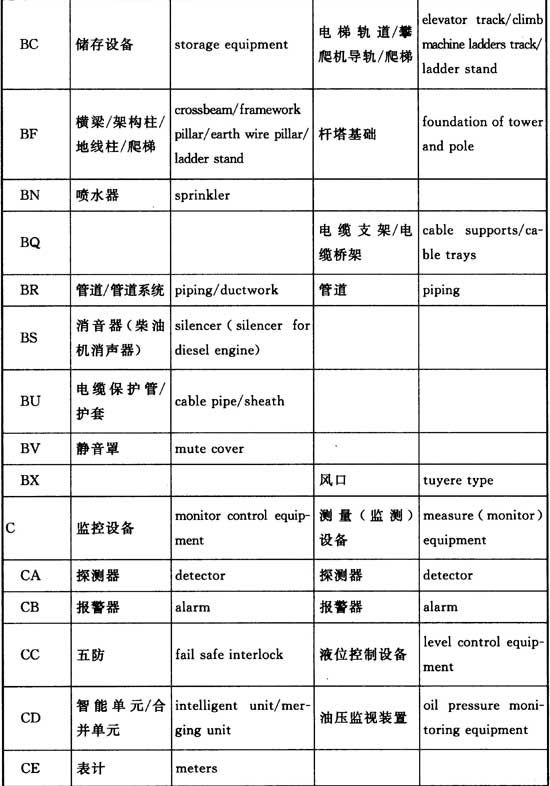 BC 储存设备 storage equipment 电梯轨道/攀爬机导轨/爬梯 elevator track/climb machine ladders track/ladder stand
BF 横梁/架构柱/地线柱/爬梯 crossbeam/framework pillar/earth wire pillar/ladder stand 杆塔基础 foundation of tower and pole
BN 喷水器 sprinkler
BQ 电缆支架/电缆桥架 cable supports/cable trays
BR 管道/管道系统 piping/ductwork 管道 piping
BS 消音器(柴油机消声器) silencer (silencer for diesel engine)
BU 电缆保护管/护套 cable pipe/sheath
BV 静音罩 mute cover
BX 风口 tuyere type
C 监控设备 monitor control equipment 测量(监测)设备 measure (monitor) equipment
CA 探测器 detector 探测器 detector
CB 报警器 alarm 报警器 alarm
CC 五防 fail safe interlock 液位控制设备 level control equipment
CD 智能单元/合并单元 intelligent unit/merging unit 油压监视装置 oil pressure monitoring equipment
CE 表计 meters